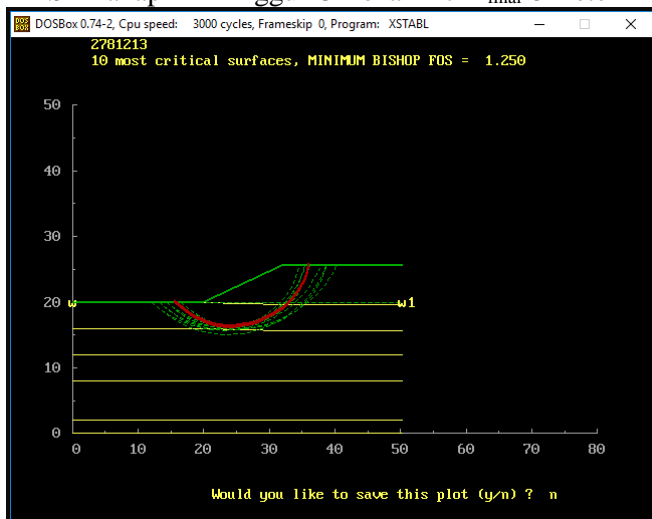 DOSBox 0.74-2, Cpu speed: 3000 cycles, Frameskip 0, Program: XSTABL
2781213
10 most critical surfaces, MINIMUM BISHOP FOS = 1.250
50
40
30
w 20 w1
10
0
0 10 20 30 40 50 60 70 80
Would you like to save this plot (y/n) ? n